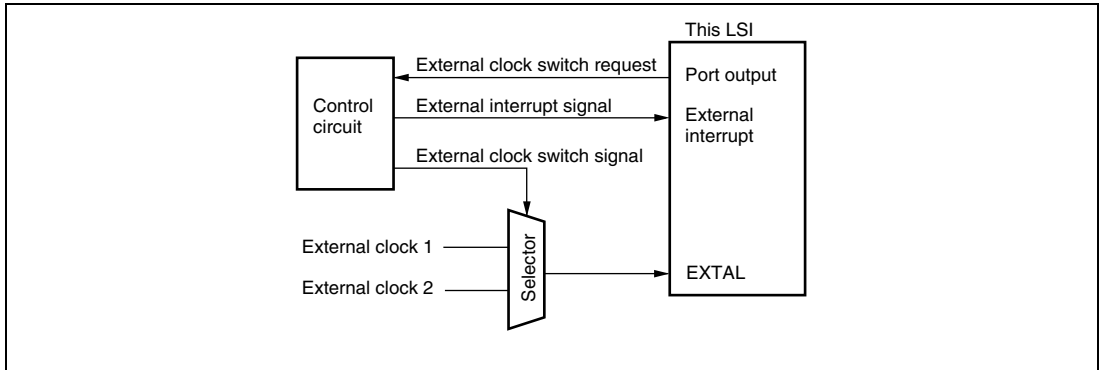 This LSI
External clock switch request
Port output
Control
circuit
External interrupt signal
External
interrupt
External clock switch signal
External clock 1
External clock 2
Selector
EXTAL